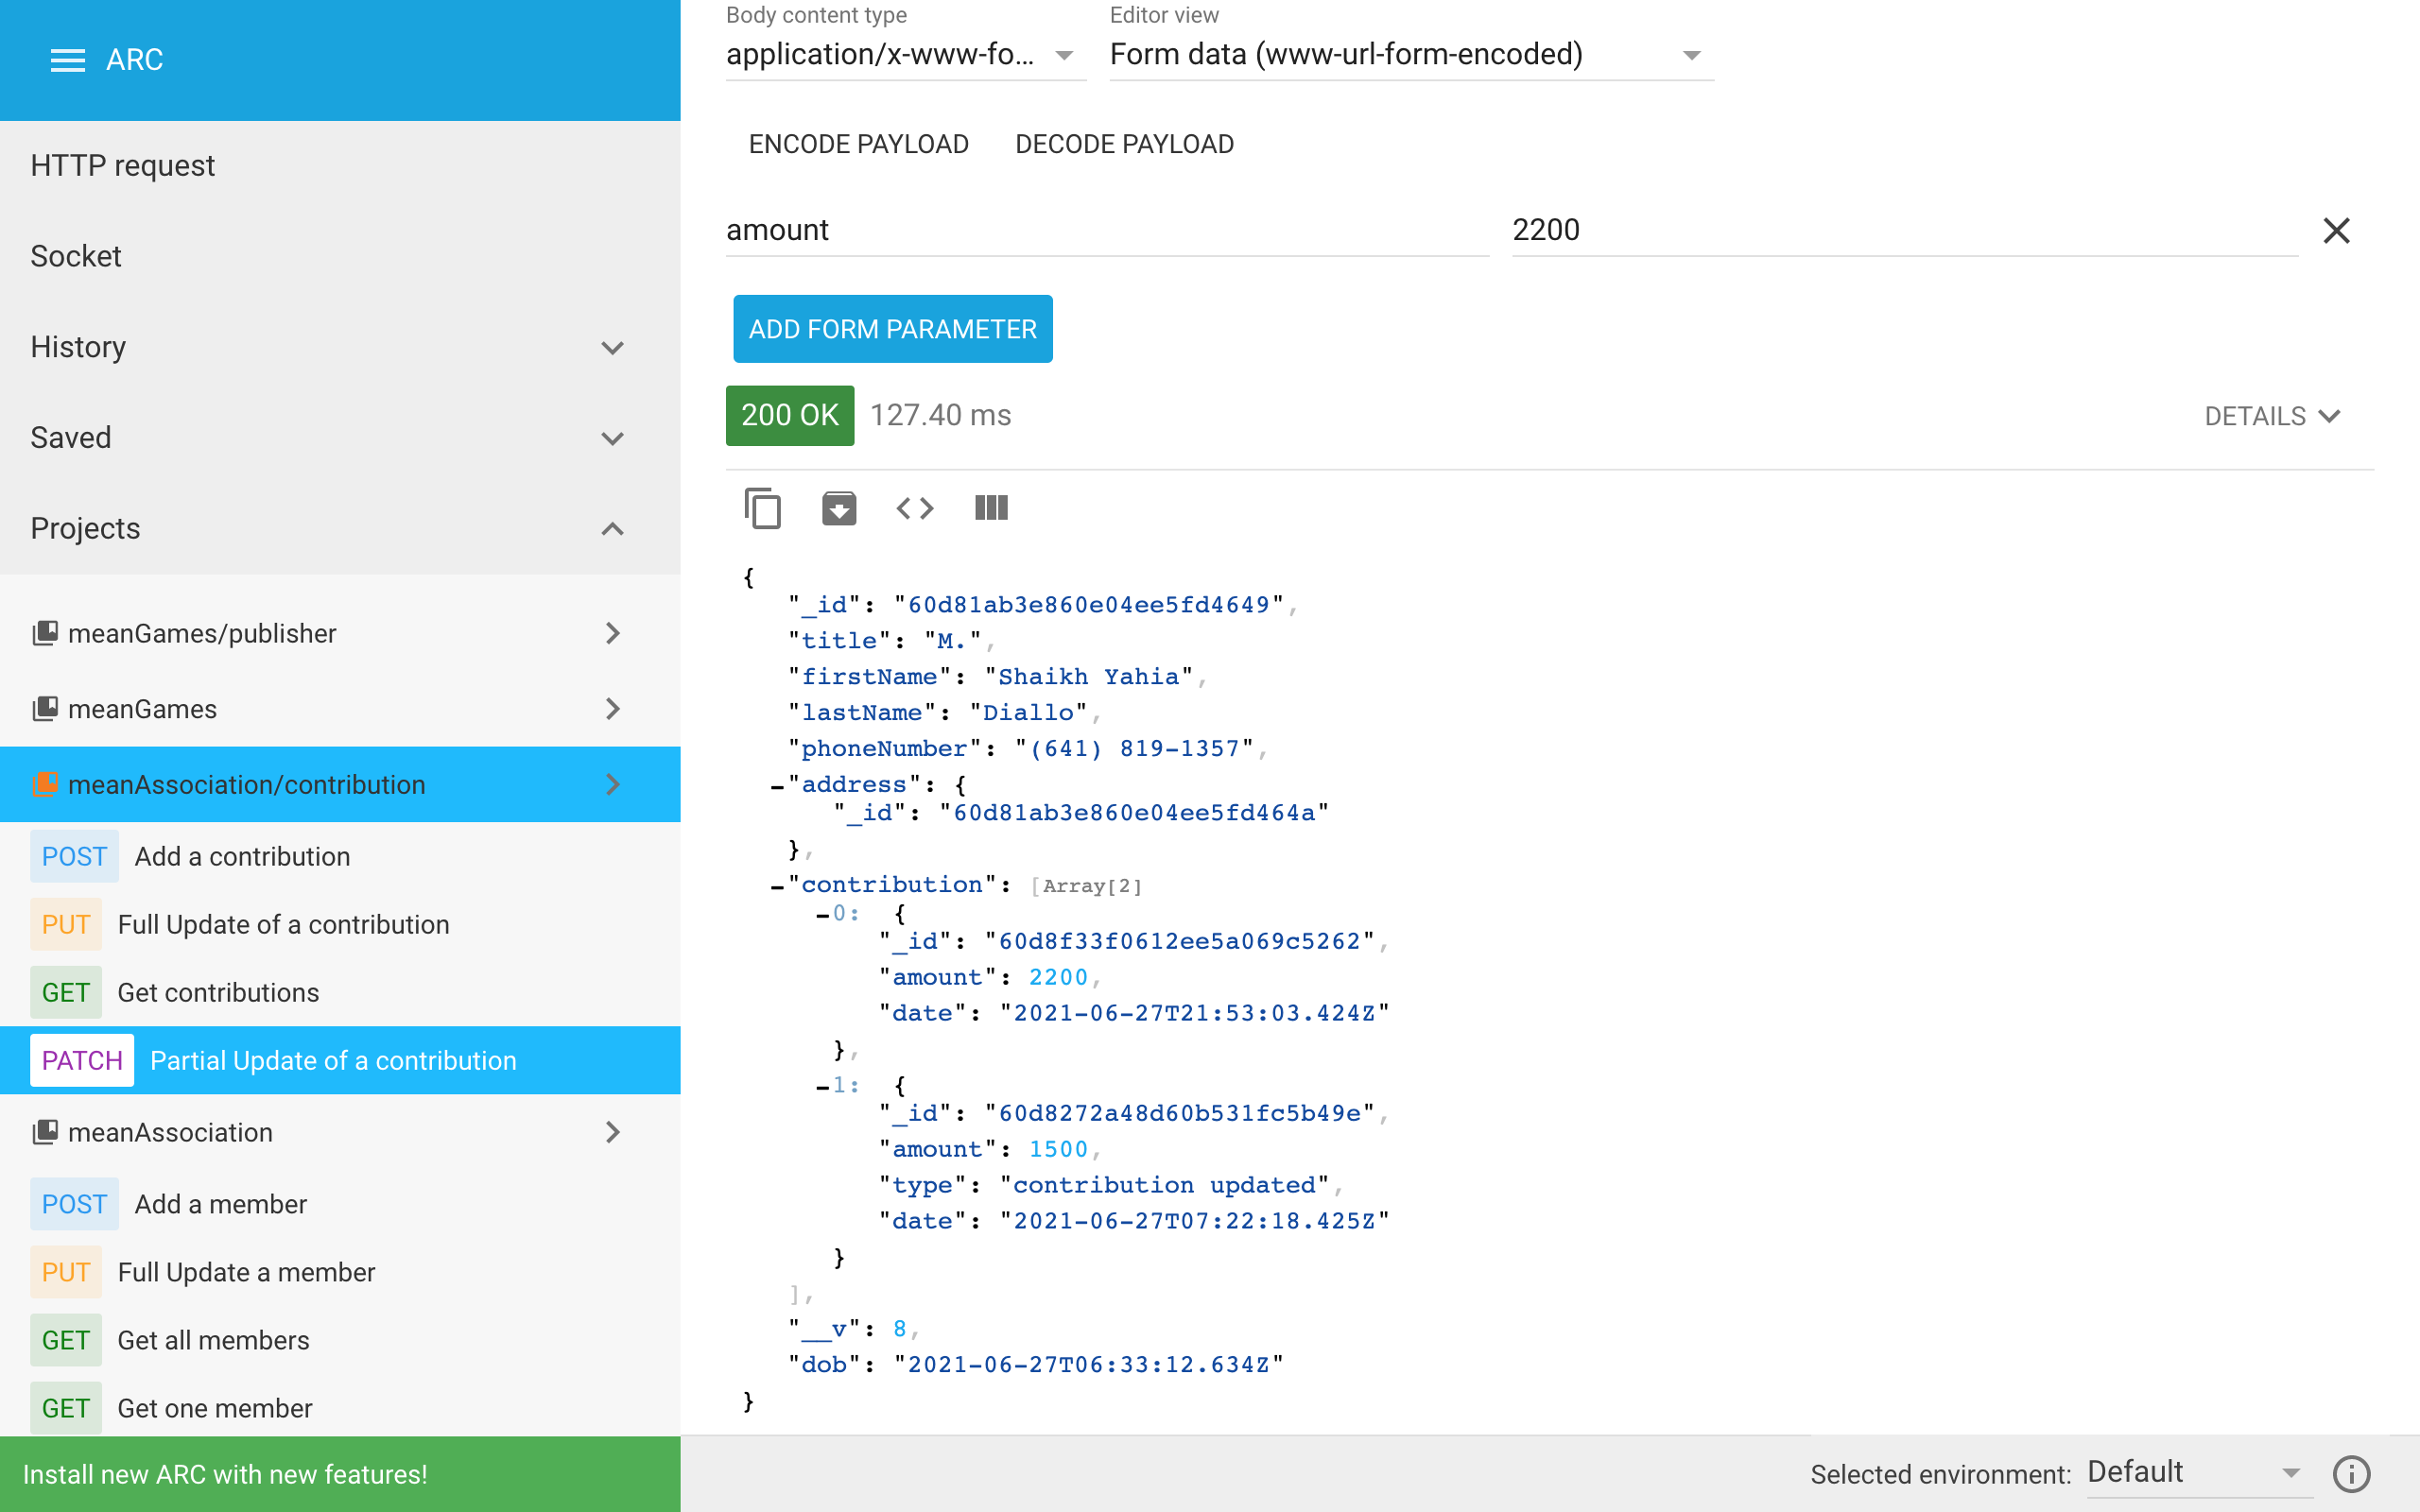 ARC
HTTP request
Socket
History
Saved
Projects
meanGames/publisher
meanGames
meanAssociation/contribution
POST Add a contribution
PUT Full Update of a contribution
GET Get contributions
PATCH Partial Update of a contribution
meanAssociation
POST Add a member
PUT Full Update a member
GET Get all members
GET Get one member
Install new ARC with new features!
Body content type Editor view
application/x-www-fo... Form data (www-url-form-encoded)
ENCODE PAYLOAD DECODE PAYLOAD
amount 2200
ADD FORM PARAMETER
200 OK 127.40 ms DETAILS
{
"_id": "60d81ab3e860e04ee5fd4649",
"title": "M.",
"firstName": "Shaikh Yahia",
"lastName": "Diallo",
"phoneNumber": "(641) 819-1357",
-"address": {
"_id": "60d81ab3e860e04ee5fd464a"
},
-"contribution": [Array[2]
-0: {
"_id": "60d8f33f0612ee5a069c5262",
"amount": 2200,
"date": "2021-06-27T21:53:03.424Z"
},
-1: {
"_id": "60d8272a48d60b531fc5b49e",
"amount": 1500,
"type": "contribution updated",
"date": "2021-06-27T07:22:18.425Z"
}
],
"__v": 8,
"dob": "2021-06-27T06:33:12.634Z"
}
Selected environment: Default